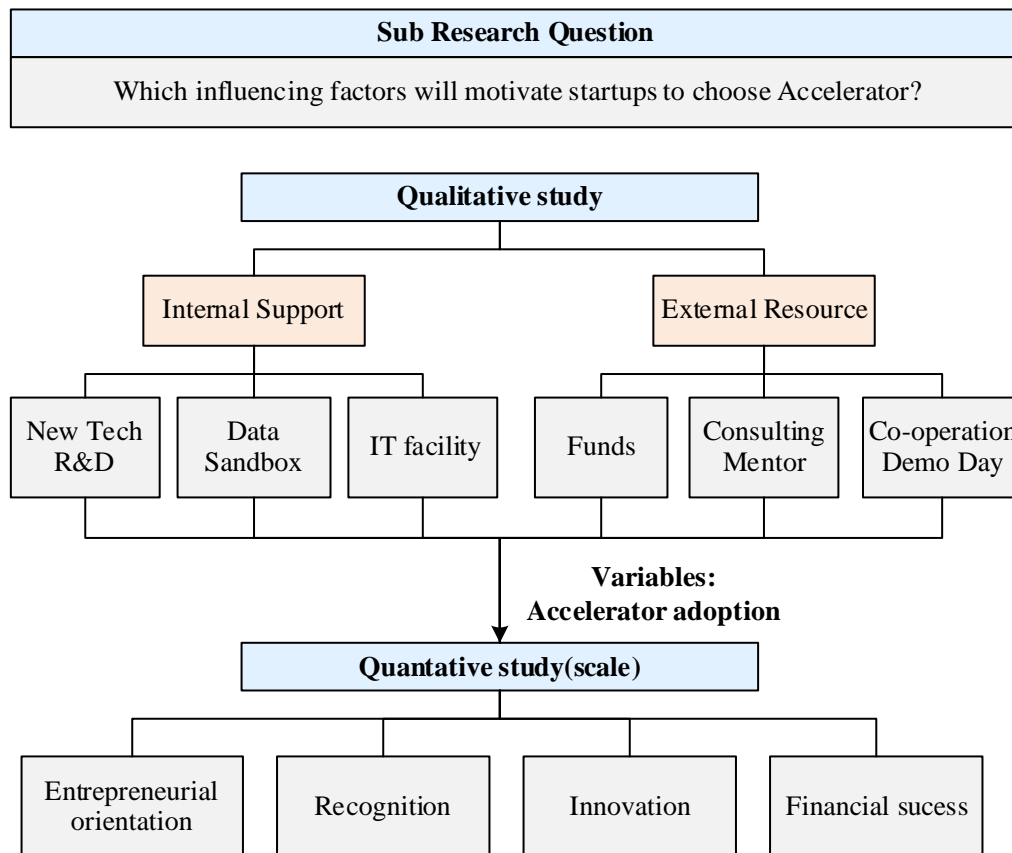 Sub Research Question
Which influencing factors will motivate startups to choose Accelerator?
Qualitative study
Internal Support
External Resource
New Tech
R&D
Data
Sandbox
IT facility
Funds
Consulting
Mentor
Co-operation
Demo Day
Variables:
Accelerator adoption
Quantative study(scale)
Entrepreneurial
orientation
Recognition
Innovation
Financial sucess